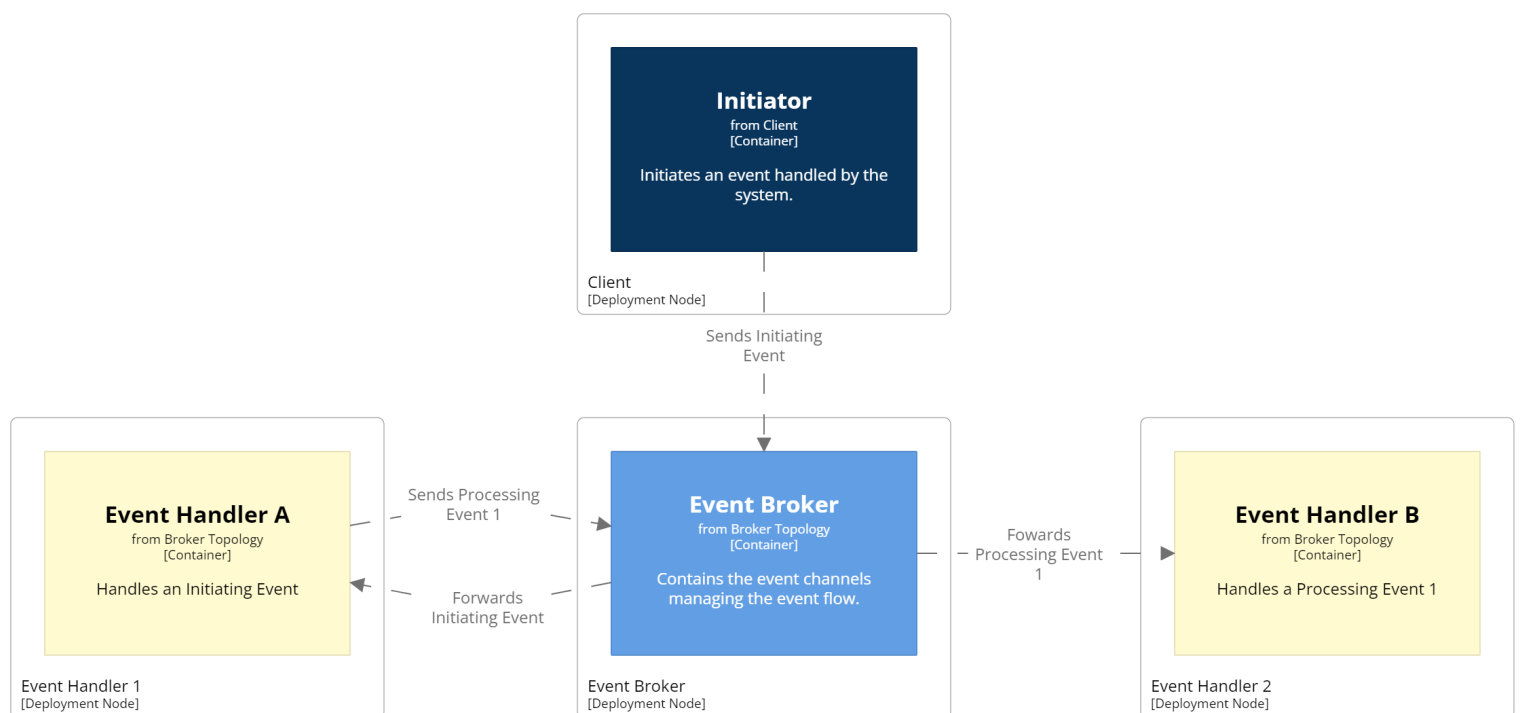 Initiator
from Client
[Container]
Initiates an event handled by the
system.
Client
[Deployment Node]
Sends Initiating
Event
Event Handler A
from Broker Topology
[Container]
Handles an Initiating Event
Event Handler 1
[Deployment Node]
Sends Processing
Event 1
Forwards
Initiating Event
Event Broker
from Broker Topology
[Container]
Contains the event channels
managing the event flow.
Event Broker
[Deployment Node]
Fowards
Processing Event
1
Event Handler B
from Broker Topology
[Container]
Handles a Processing Event 1
Event Handler 2
[Deployment Node]